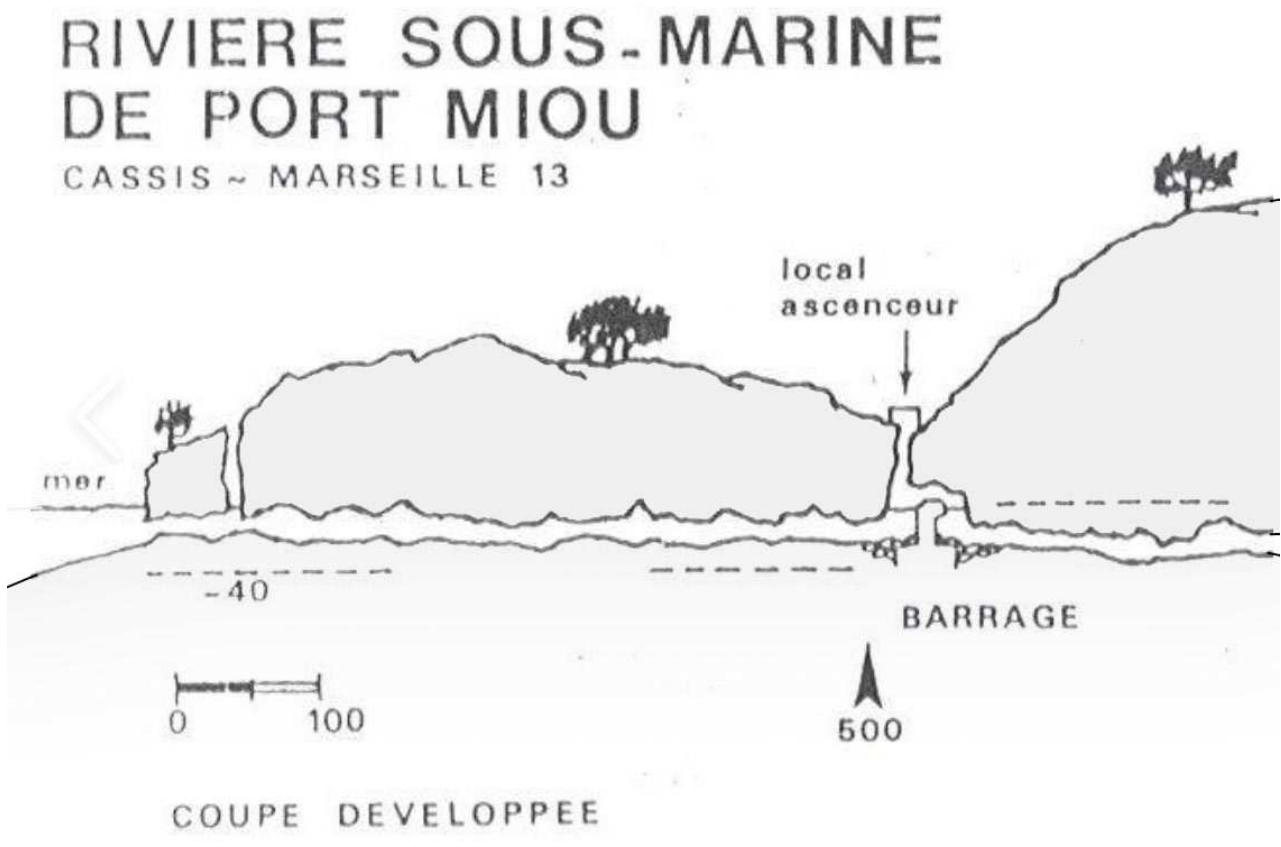 RIVIERE SOUS-MARINE
DE PORT MIOU
CASSIS ~ MARSEILLE 13
local
ascenceur
mer
-40
BARRAGE
0 100
500
COUPE DEVELOPPEE